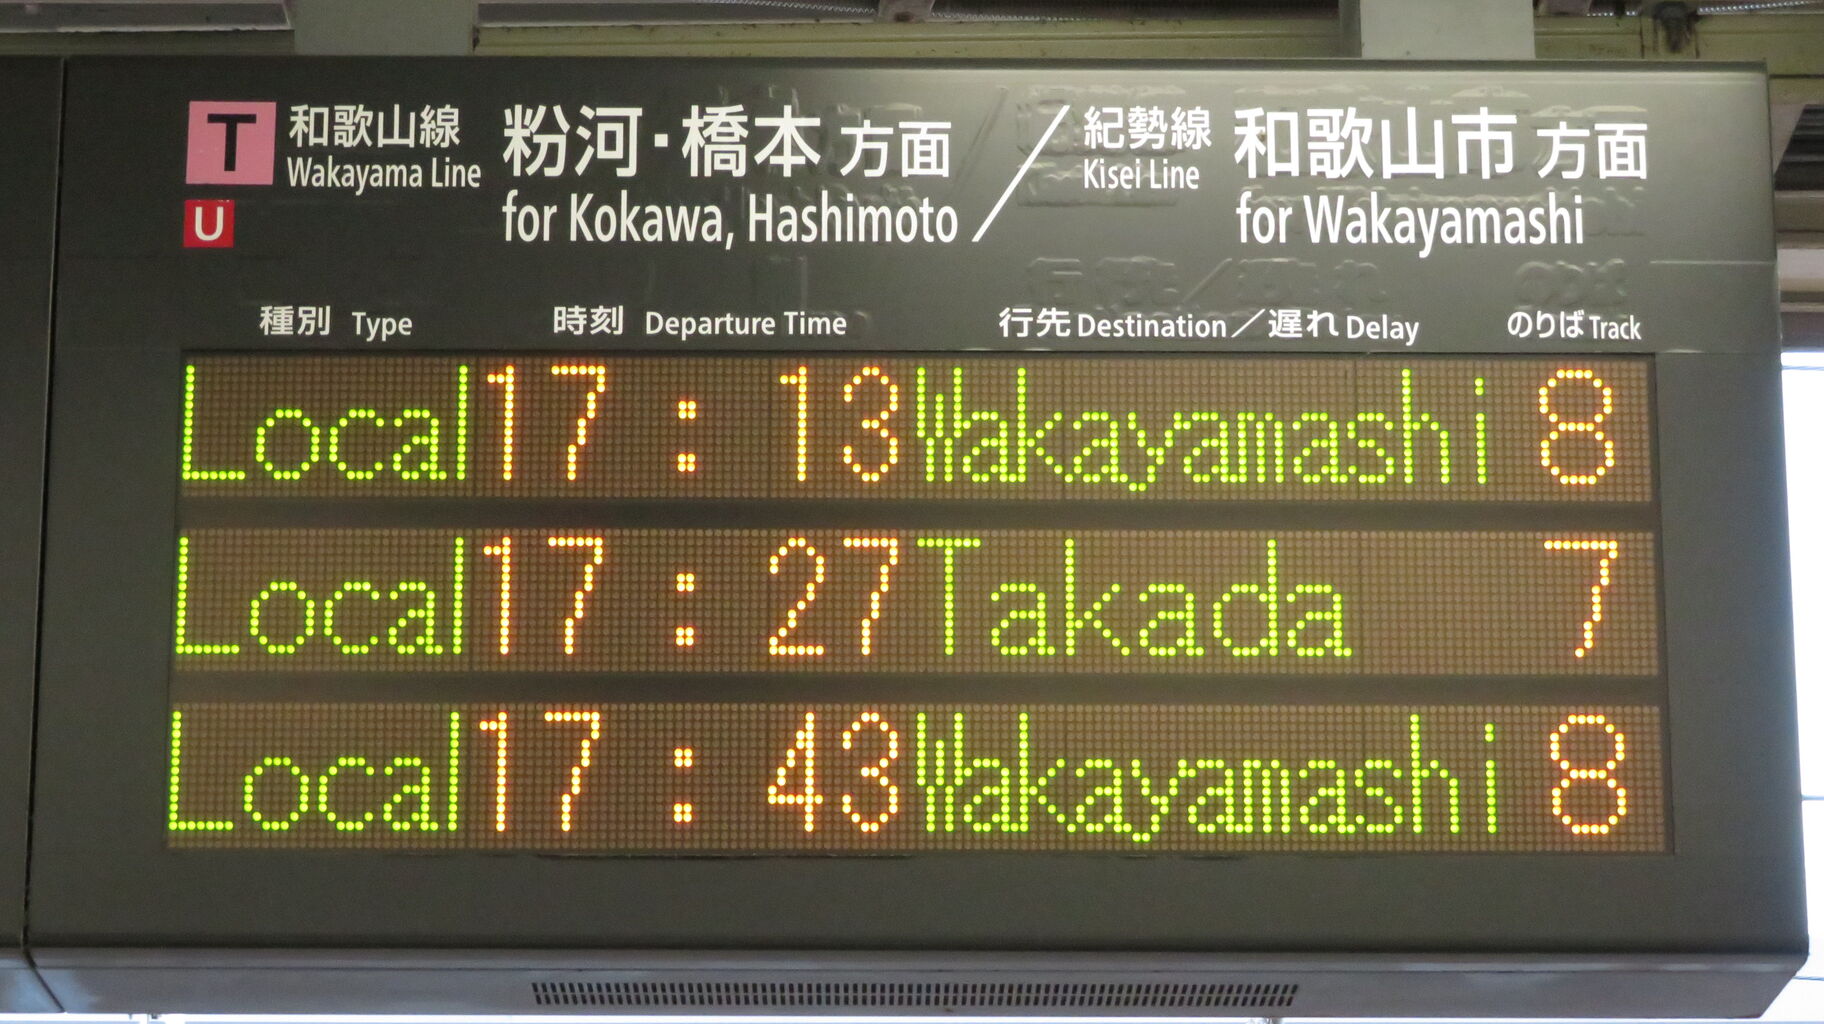 T 和歌山線 粉河・橋本 方面 / 紀勢線 和歌山市 方面
Wakayama Line for Kokawa, Hashimoto Kisei Line for Wakayamashi
U
種別 Type 時刻 Departure Time 行先 Destination / 遅れ Delay のりば Track
Local 17:13 Wakayamashi 8
Local 17:27 Takada 7
Local 17:43 Wakayamashi 8